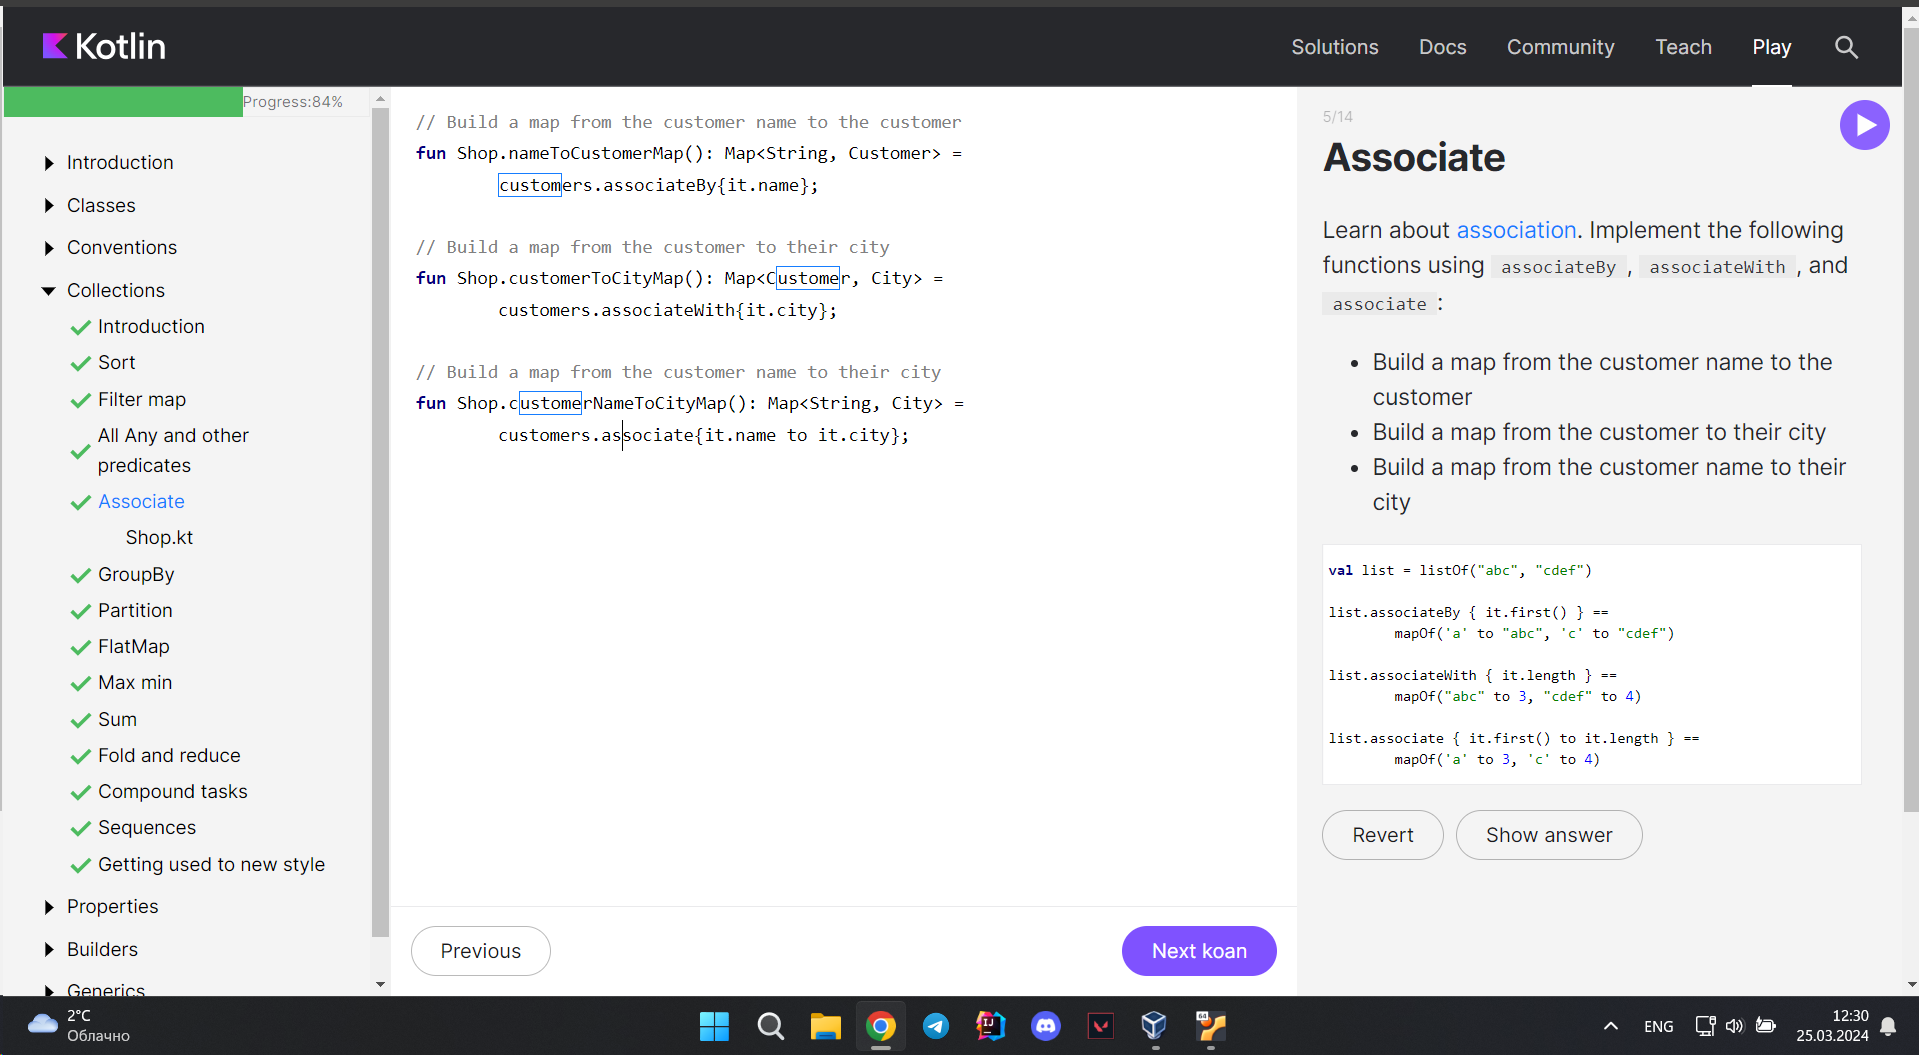 Kotlin
Solutions Docs Community Teach Play
Progress:84%
Introduction
Classes
Conventions
Collections
Introduction
Sort
Filter map
All Any and other
predicates
Associate
Shop.kt
GroupBy
Partition
FlatMap
Max min
Sum
Fold and reduce
Compound tasks
Sequences
Getting used to new style
Properties
Builders
Generics
// Build a map from the customer name to the customer
fun Shop.nameToCustomerMap(): Map<String, Customer> =
customers.associateBy{it.name};
// Build a map from the customer to their city
fun Shop.customerToCityMap(): Map<Customer, City> =
customers.associateWith{it.city};
// Build a map from the customer name to their city
fun Shop.customerNameToCityMap(): Map<String, City> =
customers.associate{it.name to it.city};
Previous
Next koan
5/14
Associate
Learn about association. Implement the following
functions using associateBy , associateWith , and
associate :
• Build a map from the customer name to the
customer
• Build a map from the customer to their city
• Build a map from the customer name to their
city
val list = listOf("abc", "cdef")
list.associateBy { it.first() } ==
mapOf('a' to "abc", 'c' to "cdef")
list.associateWith { it.length } ==
mapOf("abc" to 3, "cdef" to 4)
list.associate { it.first() to it.length } ==
mapOf('a' to 3, 'c' to 4)
Revert
Show answer
2°C
Облачно
64
ENG
12:30
25.03.2024